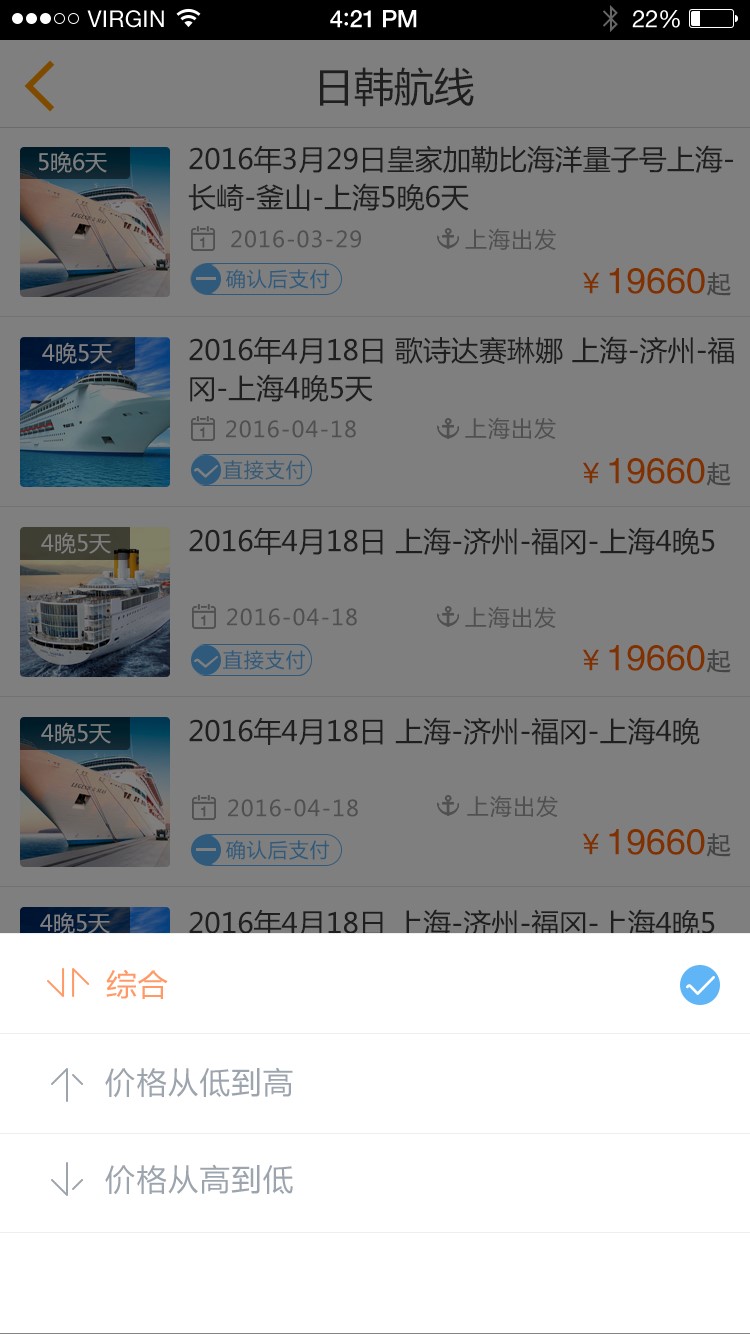 VIRGIN 4:21 PM 22%
日韩航线
5晚6天
2016年3月29日皇家加勒比海洋量子号上海-
长崎-釜山-上海5晚6天
2016-03-29 上海出发
确认后支付 ¥ 19660起
4晚5天
2016年4月18日 歌诗达赛琳娜 上海-济州-福
冈-上海4晚5天
2016-04-18 上海出发
直接支付 ¥ 19660起
4晚5天
2016年4月18日 上海-济州-福冈-上海4晚5
2016-04-18 上海出发
直接支付 ¥ 19660起
4晚5天
2016年4月18日 上海-济州-福冈-上海4晚
2016-04-18 上海出发
确认后支付 ¥ 19660起
4晚5天
2016年4月18日 上海-济州-福冈-上海4晚5
综合
价格从低到高
价格从高到低